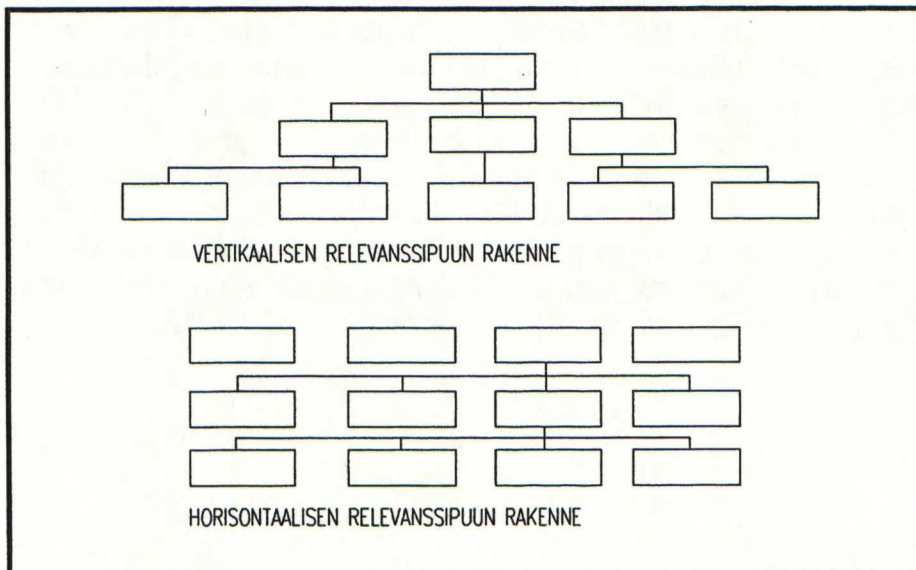 VERTIKAALISEN RELEVANSSIPUUN RAKENNE
HORISONTAALISEN RELEVANSSIPUUN RAKENNE